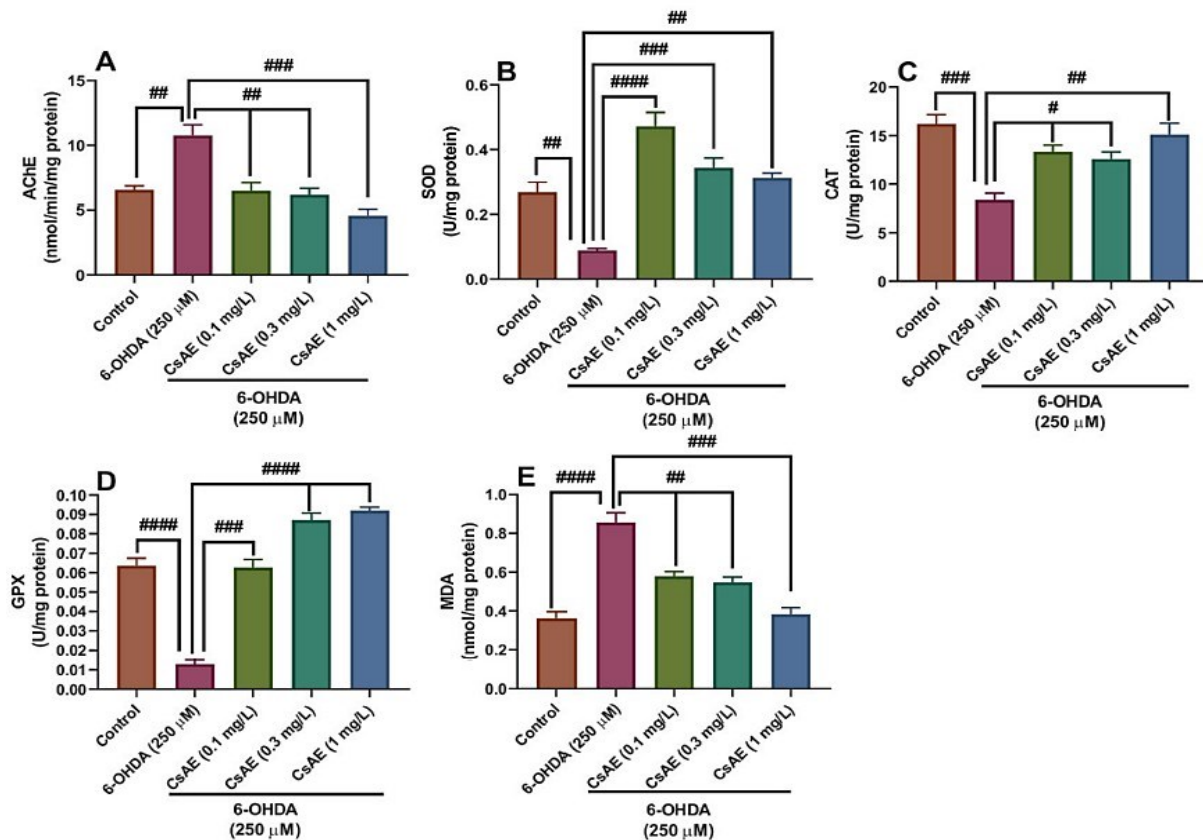 A
AChE
(nmol/min/mg protein)
15
10
5
0
##
##
###
Control
6-OHDA (250 μM)
CsAE (0.1 mg/L)
CsAE (0.3 mg/L)
CsAE (1 mg/L)
6-OHDA
(250 μM)
B
SOD
(U/mg protein)
0.6
0.4
0.2
0.0
##
####
###
##
Control
6-OHDA (250 μM)
CsAE (0.1 mg/L)
CsAE (0.3 mg/L)
CsAE (1 mg/L)
6-OHDA
(250 μM)
C
CAT
(U/mg protein)
20
15
10
5
0
###
#
##
Control
6-OHDA (250 μM)
CsAE (0.1 mg/L)
CsAE (0.3 mg/L)
CsAE (1 mg/L)
6-OHDA
(250 μM)
D
GPX
(U/mg protein)
0.10
0.09
0.08
0.07
0.06
0.05
0.04
0.03
0.02
0.01
0.00
####
###
####
Control
6-OHDA (250 μM)
CsAE (0.1 mg/L)
CsAE (0.3 mg/L)
CsAE (1 mg/L)
6-OHDA
(250 μM)
E
MDA
(nmol/mg protein)
1.0
0.8
0.6
0.4
0.2
0.0
####
##
###
Control
6-OHDA (250 μM)
CsAE (0.1 mg/L)
CsAE (0.3 mg/L)
CsAE (1 mg/L)
6-OHDA
(250 μM)